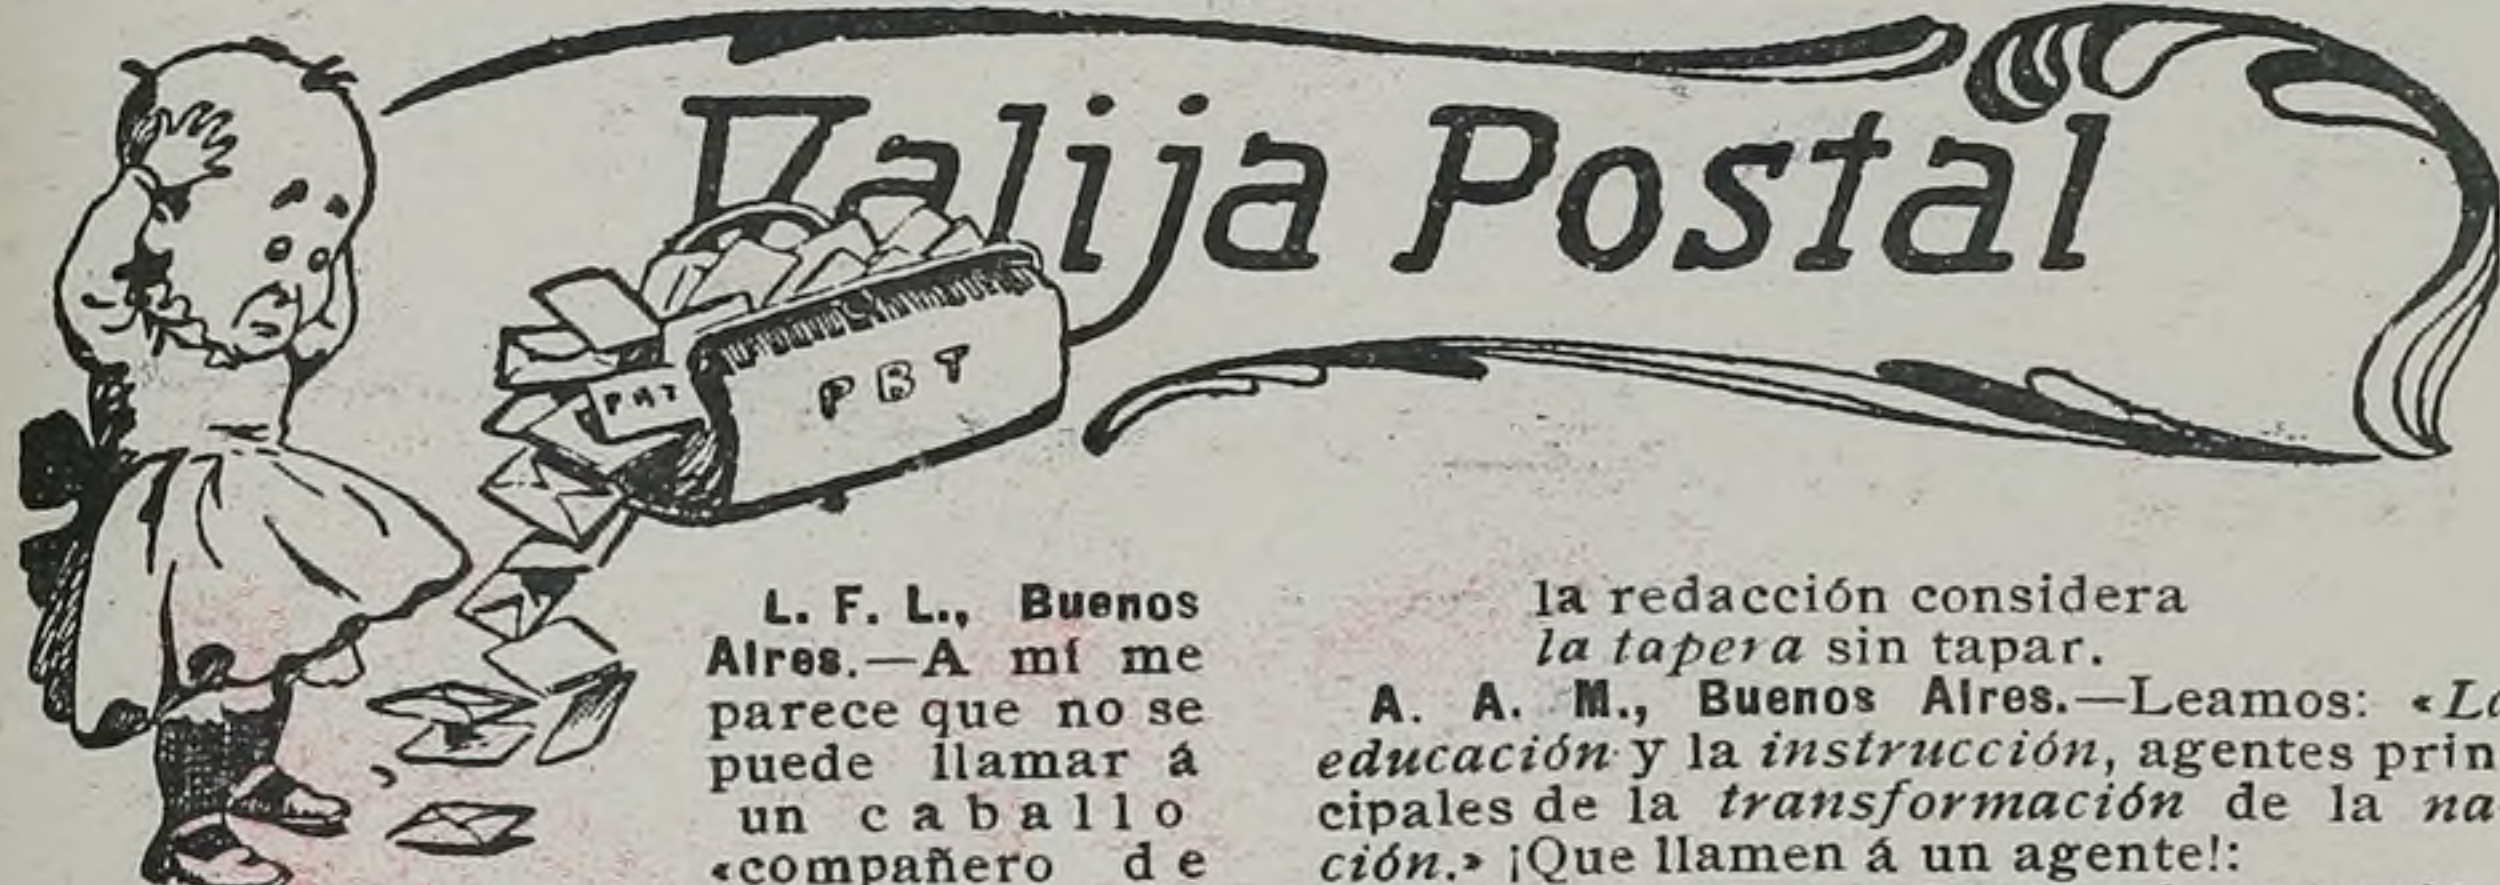 Valija Postal
PBT
PBT
L. F. L., Buenos
Aires.—A mí me
parece que no se
puede llamar á
un caballo
«compañero de
la redacción considera
la tapera sin tapar.
A. A. M., Buenos Aires.—Leamos: «La
educación y la instrucción, agentes prin
cipales de la transformación de la na-
ción.» ¡Que llamen á un agente!: